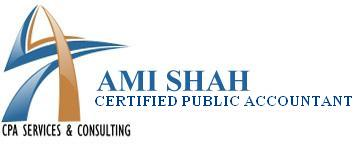 AMI SHAH
CERTIFIED PUBLIC ACCOUNTANT
CPA SERVICES & CONSULTING